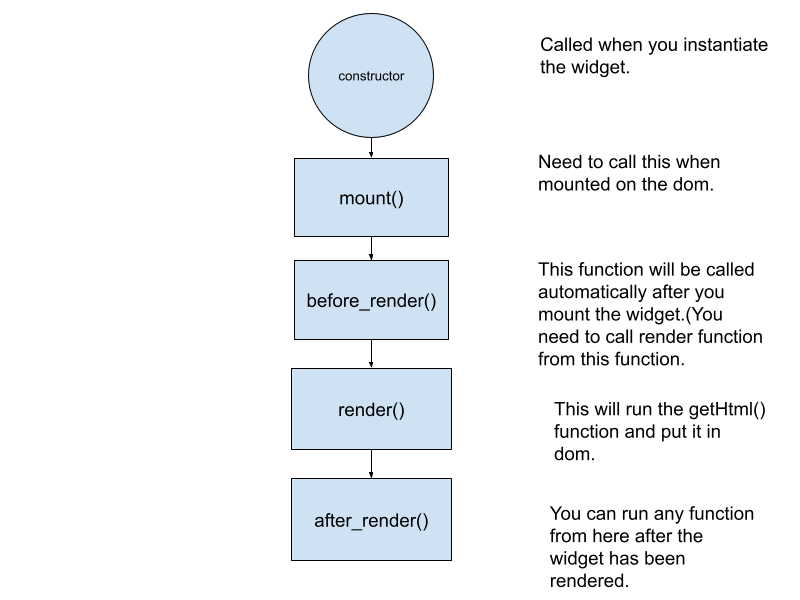 constructor
Called when you instantiate
the widget.
mount()
Need to call this when
mounted on the dom.
before_render()
This function will be called
automatically after you
mount the widget.(You
need to call render function
from this function.
render()
This will run the getHtml()
function and put it in
dom.
after_render()
You can run any function
from here after the
widget has been
rendered.